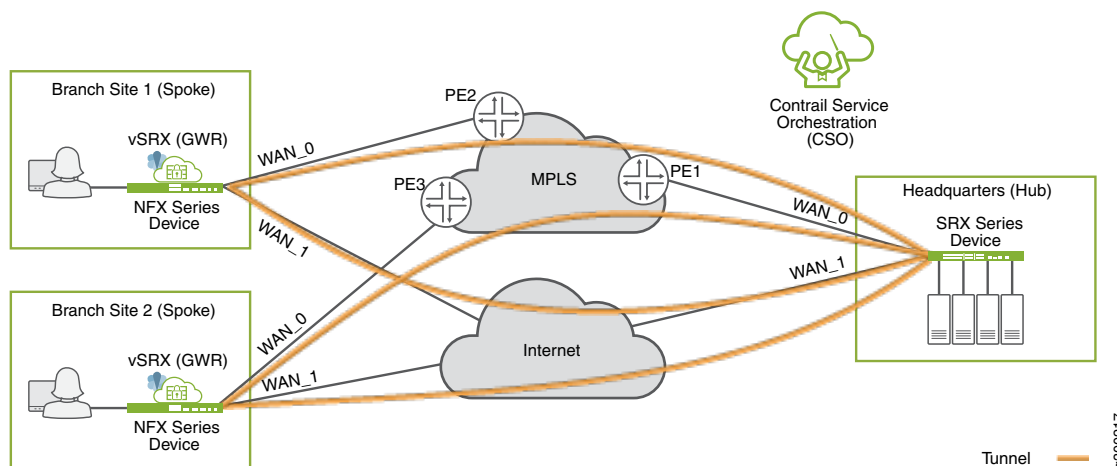 Branch Site 1 (Spoke)
vSRX (GWR)
NFX Series
Device
WAN_0
WAN_1
PE2
PE3
PE1
MPLS
Contrail Service
Orchestration
(CSO)
Headquarters (Hub)
SRX Series
Device
WAN_0
WAN_1
Branch Site 2 (Spoke)
vSRX (GWR)
NFX Series
Device
WAN_0
WAN_1
Internet
Tunnel